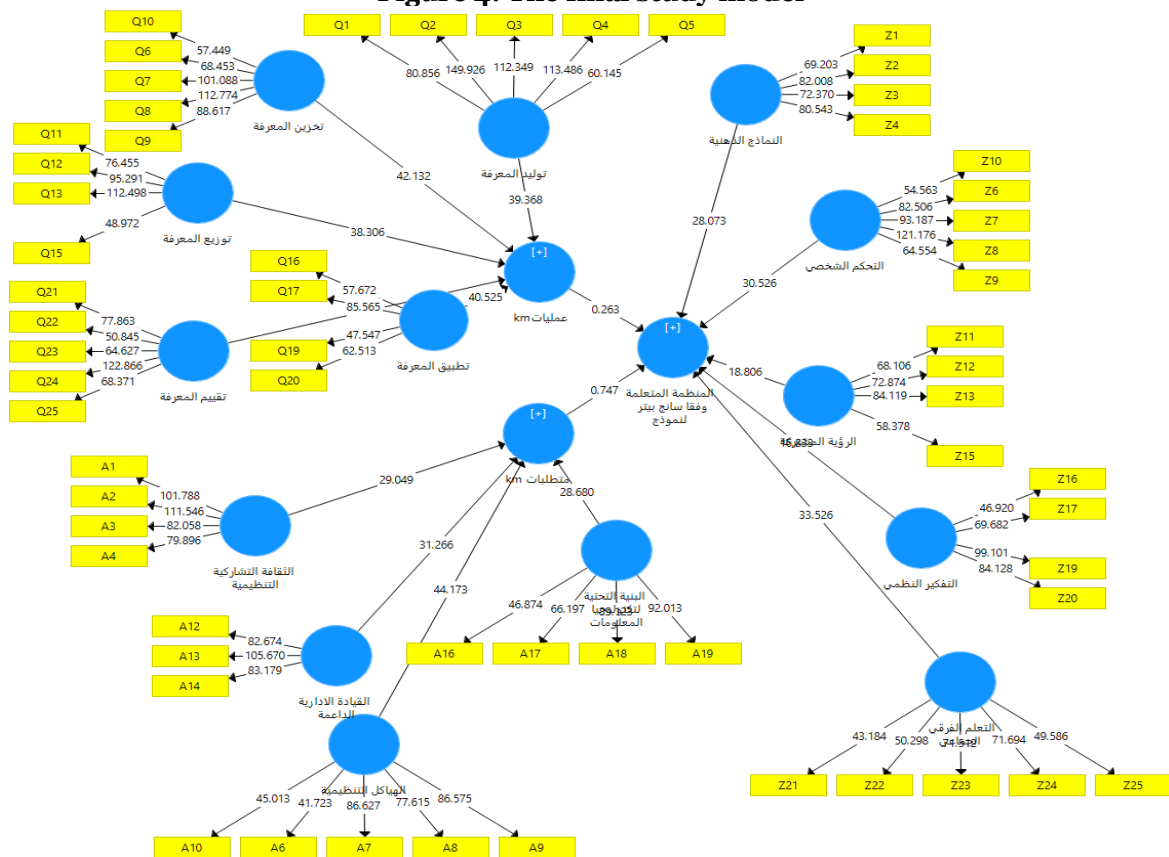 Figure 4. The final study model
Q10
Q6
Q7
Q8
Q9
57.449
68.453
101.088
112.774
88.617
تخزين المعرفة
42.132
Q1
Q2
Q3
Q4
Q5
80.856
149.926
112.349
113.486
60.145
توليد المعرفة
39.368
Z1
Z2
Z3
Z4
69.203
82.008
72.370
80.543
النماذج الذهنية
28.073
Q11
Q12
Q13
Q15
76.455
95.291
112.498
48.972
توزيع المعرفة
38.306
Z10
Z6
Z7
Z8
Z9
54.563
82.506
93.187
121.176
64.554
التحكم الشخصي
30.526
Q16
Q17
Q19
Q20
57.672
47.547
62.513
تطبيق المعرفة
40.525
[+]
عمليات km
0.263
Q21
Q22
Q23
Q24
Q25
77.863
50.845
64.627
122.866
68.371
تقييم المعرفة
85.565
[+]
المنظمة المتعلمة
وفقا سانج بيتر
لنموذج
Z11
Z12
Z13
Z15
68.106
72.874
84.119
58.378
الرؤية
18.806
[+]
متطلبات km
0.747
A1
A2
A3
A4
101.788
111.546
82.058
79.896
الثقافة التشاركية
التنظيمية
29.049
Z16
Z17
Z19
Z20
46.920
69.682
99.101
84.128
التفكير النظمي
33.526
28.680
البنية التحتية
لتكنولوجيا
المعلومات
46.874
66.197
92.013
A16
A17
A18
A19
A12
A13
A14
82.674
105.670
83.179
القيادة الادارية
الداعمة
31.266
44.173
الهياكل التنظيمية
45.013
41.723
86.627
77.615
86.575
A10
A6
A7
A8
A9
التعلم الفرقي
43.184
50.298
71.694
49.586
Z21
Z22
Z23
Z24
Z25